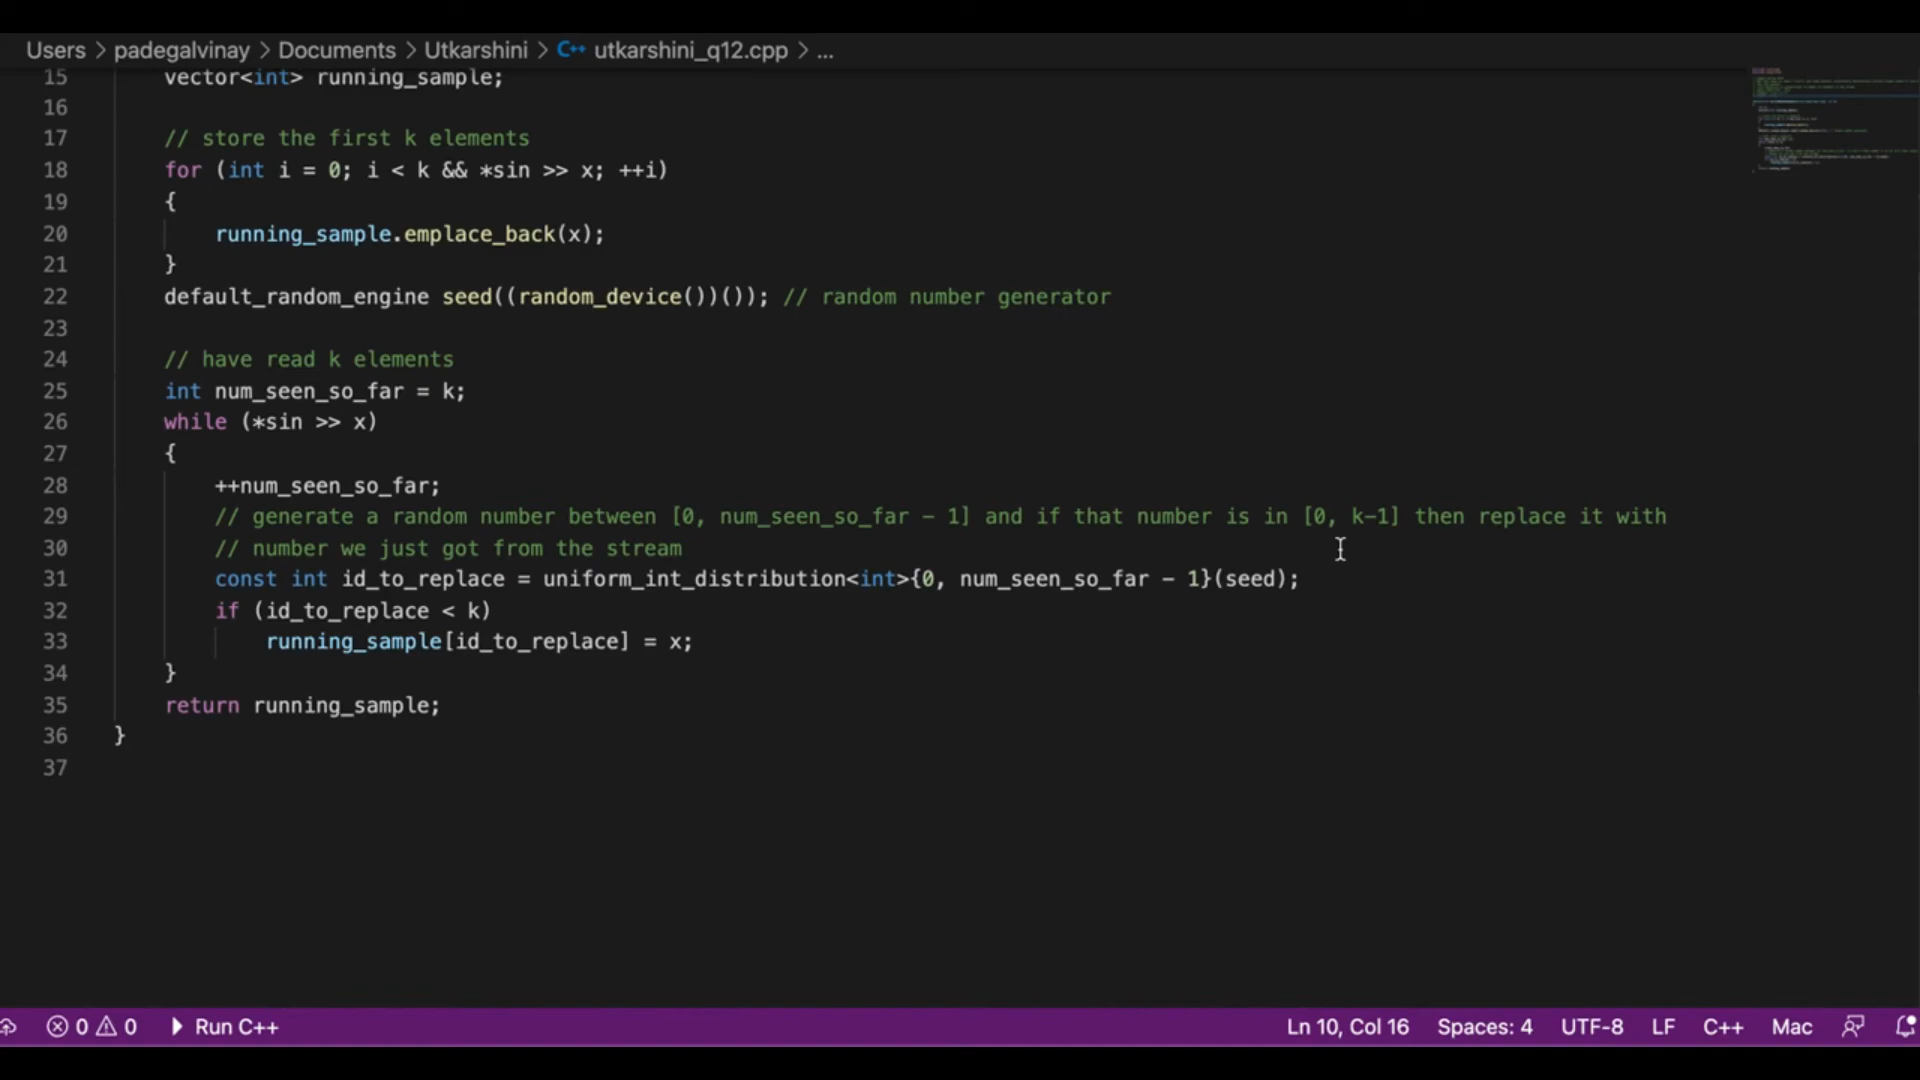 Users > padegalvinay > Documents > Utkarshini > C++ utkarshini_q12.cpp > ...
15 vector<int> running_sample;
16
17 // store the first k elements
18 for (int i = 0; i < k && *sin >> x; ++i)
19 {
20 running_sample.emplace_back(x);
21 }
22 default_random_engine seed((random_device())()); // random number generator
23
24 // have read k elements
25 int num_seen_so_far = k;
26 while (*sin >> x)
27 {
28 ++num_seen_so_far;
29 // generate a random number between [0, num_seen_so_far - 1] and if that number is in [0, k-1] then replace it with
30 // number we just got from the stream
31 const int id_to_replace = uniform_int_distribution<int>{0, num_seen_so_far - 1}(seed);
32 if (id_to_replace < k)
33 running_sample[id_to_replace] = x;
34 }
35 return running_sample;
36 }
37
0 0 Run C++ Ln 10, Col 16 Spaces: 4 UTF-8 LF C++ Mac